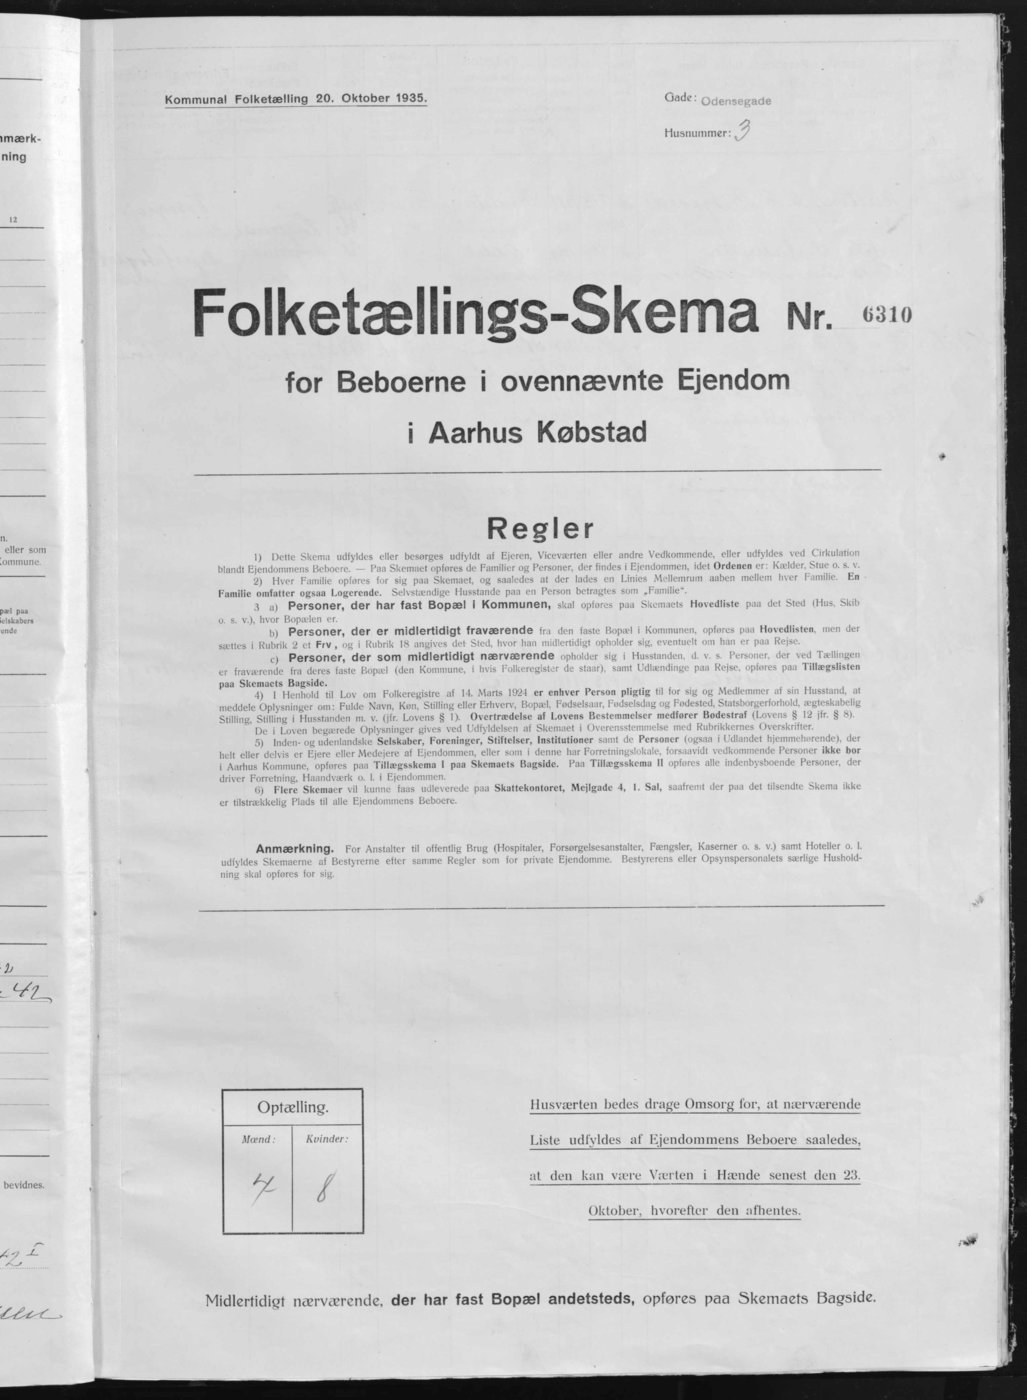 mærk-
ning
12
n.
eller som
Kommune.
pæl paa
Selskabers
ende
2
42
bevidnes.
Kommunal Folketælling 20. Oktober 1935.
Gade: Odensegade
Husnummer: 3
Folketællings-Skema Nr. 6310
for Beboerne i ovennævnte Ejendom
i Aarhus Købstad
Regler
1) Dette Skema udfyldes eller besørges udfyldt af Ejeren, Viceværten eller andre Vedkommende, eller udfyldes ved Cirkulation
blandt Ejendommens Beboere. — Paa Skemaet opføres de Familier og Personer, der findes i Ejendommen, idet Ordenen er: Kælder, Stue o. s. v.
2) Hver Familie opføres for sig paa Skemaet, og saaledes at der lades en Linies Mellemrum aaben mellem hver Familie. En
Familie omfatter ogsaa Logerende. Selvstændige Husstande paa en Person betragtes som „Familie“.
3 a) Personer, der har fast Bopæl i Kommunen, skal opføres paa Skemaets Hovedliste paa det Sted (Hus, Skib
o. s. v.), hvor Bopælen er.
b) Personer, der er midlertidigt fraværende fra den faste Bopæl i Kommunen, opføres paa Hovedlisten, men der
sættes i Rubrik 2 et Frv., og i Rubrik 18 angives det Sted, hvor han midlertidigt opholder sig, eventuelt om han er paa Rejse.
c) Personer, der som midlertidigt nærværende opholder sig i Husstanden, d. v. s. Personer, der ved Tællingen
er fraværende fra deres faste Bopæl (den Kommune, i hvis Folkeregister de staar), samt Udlændinge paa Rejse, opføres paa Tillægslisten
paa Skemaets Bagside.
4) I Henhold til Lov om Folkeregistre af 14. Marts 1924 er enhver Person pligtig til for sig og Medlemmer af sin Husstand, at
meddele Oplysninger om: Fulde Navn, Køn, Stilling eller Erhverv, Bopæl, Fødselsaar, Fødselsdag og Fødested, Statsborgerforhold, ægteskabelig
Stilling, Stilling i Husstanden m. v. (jfr. Lovens § 1). Overtrædelse af Lovens Bestemmelser medfører Bødestraf (Lovens § 12 jfr. § 8).
De i Loven begærede Oplysninger gives ved Udfyldelsen af Skemaet i Overensstemmelse med Rubrikkernes Overskrifter.
5) Inden- og udenlandske Selskaber, Foreninger, Stiftelser, Institutioner samt de Personer (ogsaa i Udlandet hjemmehørende), der
helt eller delvis er Ejere eller Medejere af Ejendommen, eller som i denne har Forretningslokale, forsaavidt vedkommende Personer ikke bor
i Aarhus Kommune, opføres paa Tillægsskema I paa Skemaets Bagside. Paa Tillægsskema II opføres alle indenbysboende Personer, der
driver Forretning, Haandværk o. l. i Ejendommen.
6) Flere Skemaer vil kunne faas udleverede paa Skattekontoret, Mejlgade 4, 1. Sal, saafremt der paa det tilsendte Skema ikke
er tilstrækkelig Plads til alle Ejendommens Beboere.
Anmærkning. For Anstalter til offentlig Brug (Hospitaler, Forsørgelsesanstalter, Fængsler, Kaserner o. s. v.) samt Hoteller o. l.
udfyldes Skemaerne af Bestyrerne efter samme Regler som for private Ejendomme. Bestyrerens eller Opsynspersonalets særlige Hushold-
ning skal opføres for sig.
Optælling.
Mænd: Kvinder:
4 8
Husværten bedes drage Omsorg for, at nærværende
Liste udfyldes af Ejendommens Beboere saaledes,
at den kan være Værten i Hænde senest den 23.
Oktober, hvorefter den afhentes.
Midlertidigt nærværende, der har fast Bopæl andetsteds, opføres paa Skemaets Bagside.